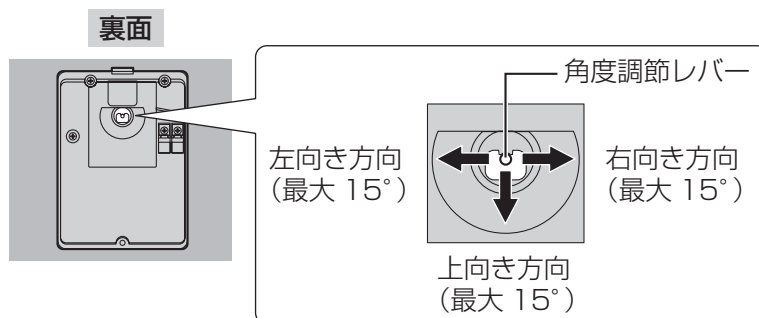 裏面
角度調節レバー
左向き方向
（最大 15°）
右向き方向
（最大 15°）
上向き方向
（最大 15°）